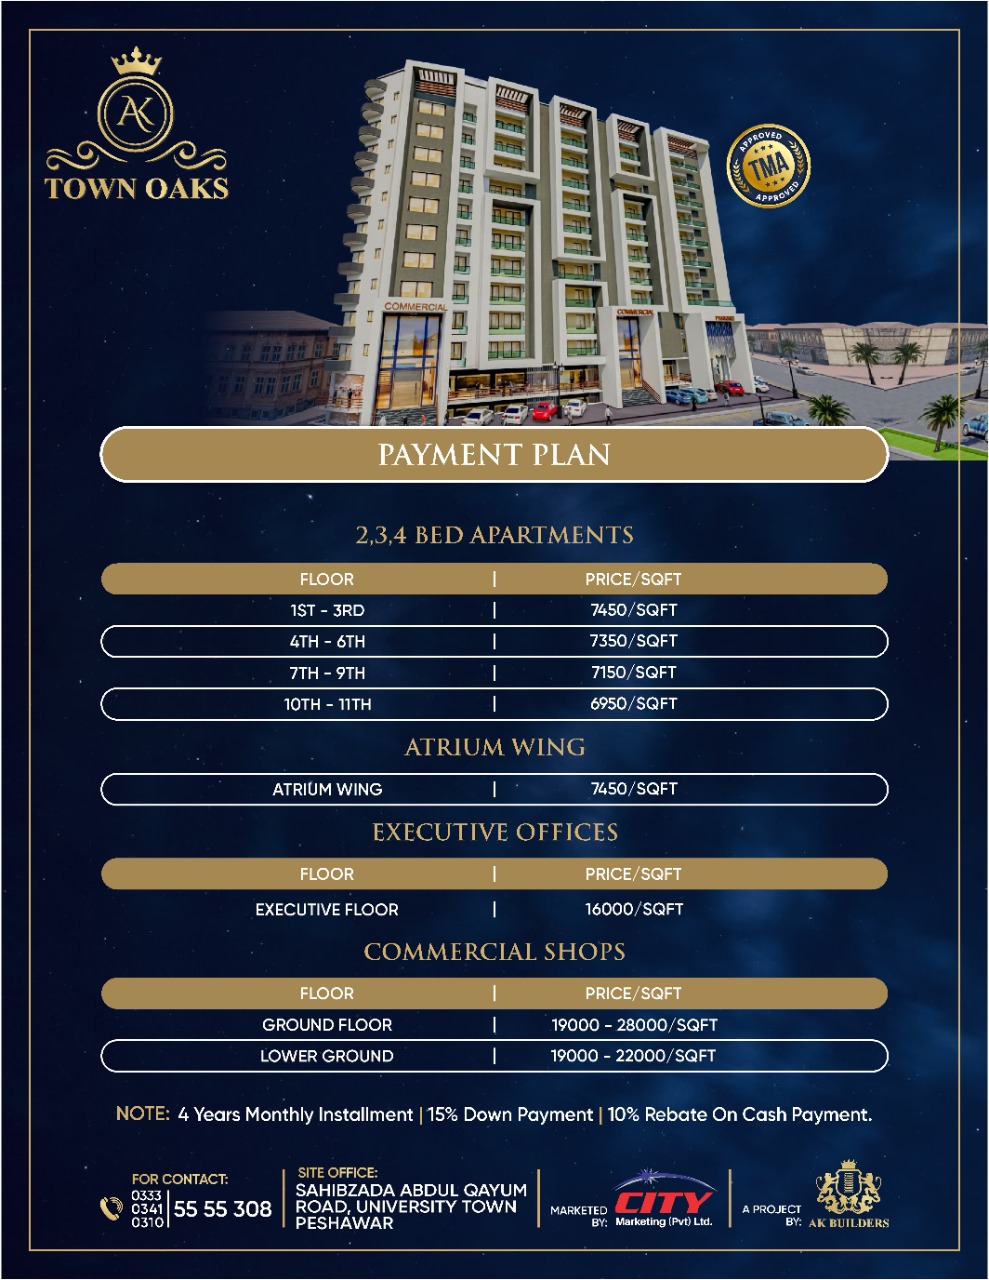 AK
TOWN OAKS
APPROVED
TMA
APPROVED
COMMERCIAL
COMMERCIAL
PAYMENT PLAN
2,3,4 BED APARTMENTS
FLOOR | PRICE/SQFT
1ST - 3RD | 7450/SQFT
4TH - 6TH | 7350/SQFT
7TH - 9TH | 7150/SQFT
10TH - 11TH | 6950/SQFT
ATRIUM WING
ATRIUM WING | 7450/SQFT
EXECUTIVE OFFICES
FLOOR | PRICE/SQFT
EXECUTIVE FLOOR | 16000/SQFT
COMMERCIAL SHOPS
FLOOR | PRICE/SQFT
GROUND FLOOR | 19000 - 28000/SQFT
LOWER GROUND | 19000 - 22000/SQFT
NOTE: 4 Years Monthly Installment | 15% Down Payment | 10% Rebate On Cash Payment.
FOR CONTACT:
0333
0341
0310
55 55 308
SITE OFFICE:
SAHIBZADA ABDUL QAYUM
ROAD, UNIVERSITY TOWN
PESHAWAR
MARKETED
BY:
CITY
Marketing (Pvt) Ltd.
A PROJECT
BY:
AK BUILDERS